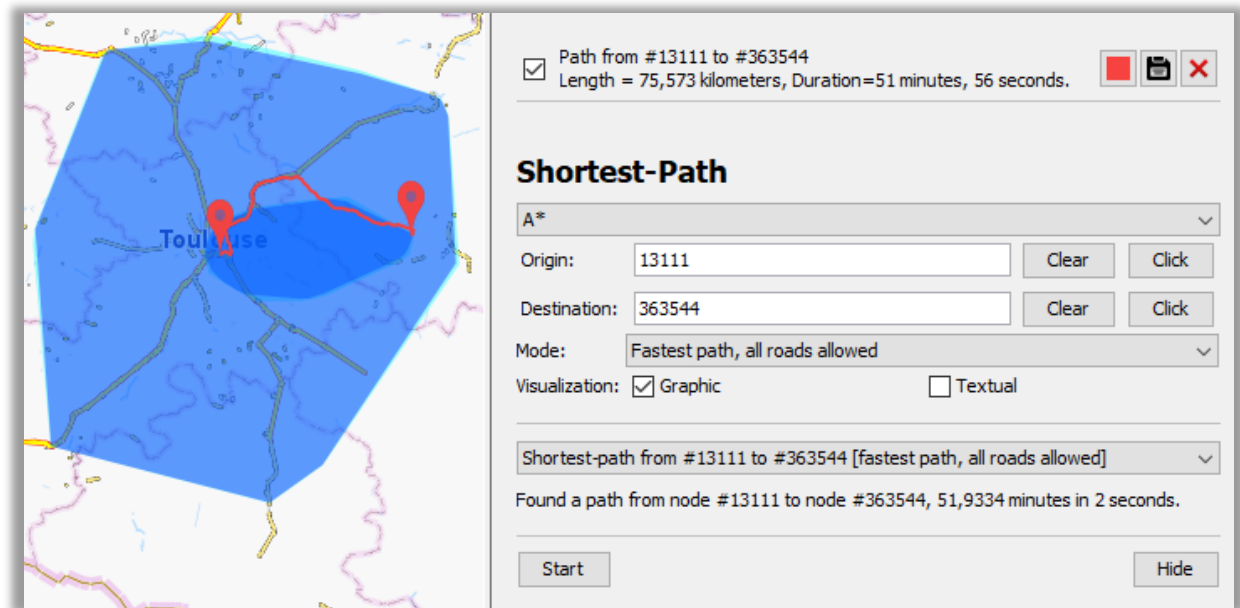 Toulouse
Path from #13111 to #363544
Length = 75,573 kilometers, Duration=51 minutes, 56 seconds.
Shortest-Path
A*
Origin: 13111 Clear Click
Destination: 363544 Clear Click
Mode: Fastest path, all roads allowed
Visualization: Graphic Textual
Shortest-path from #13111 to #363544 [fastest path, all roads allowed]
Found a path from node #13111 to node #363544, 51,9334 minutes in 2 seconds.
Start Hide